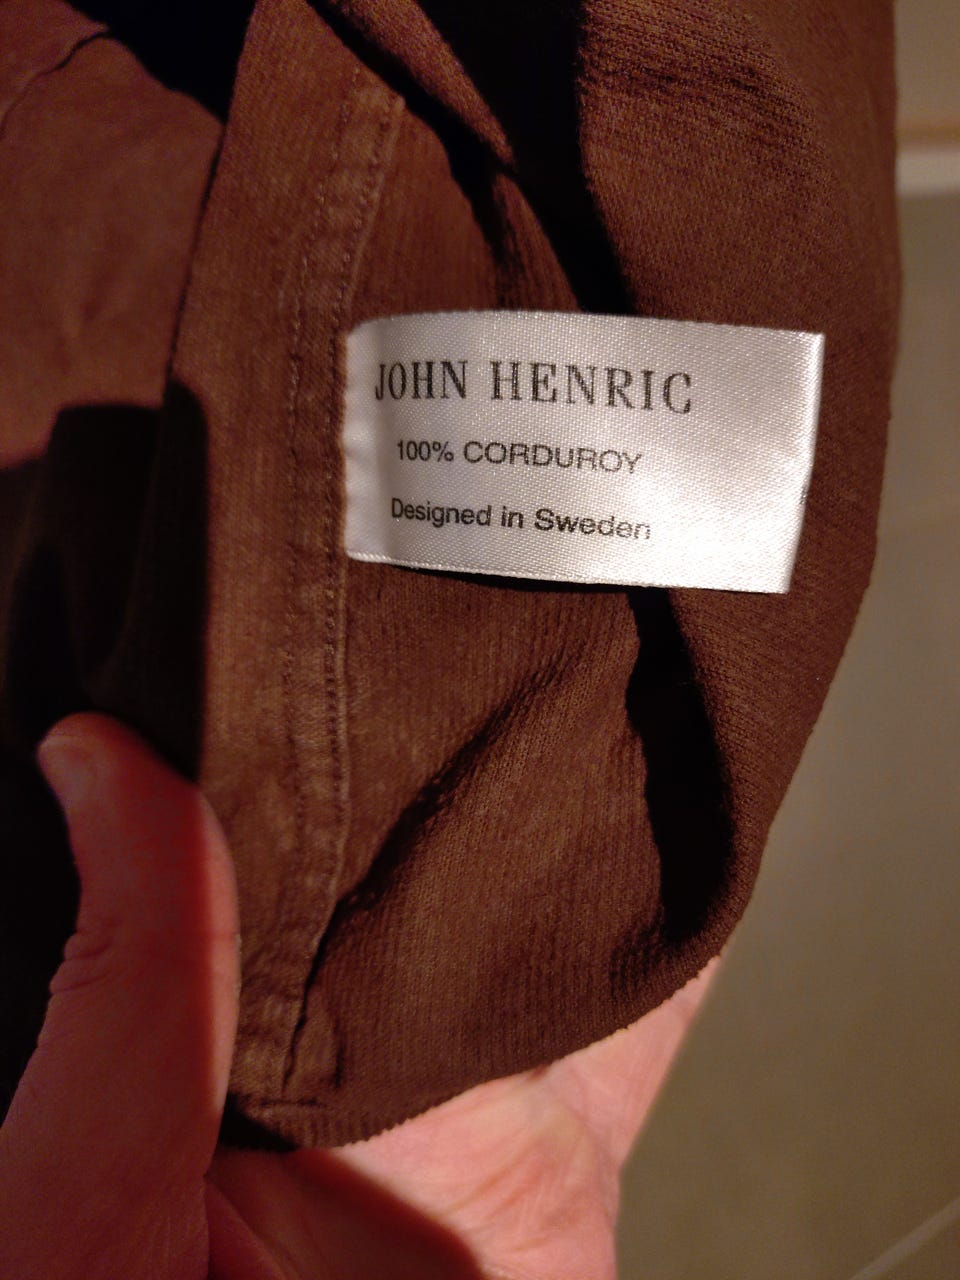 JOHN HENRIC
100% CORDUROY
Designed in Sweden